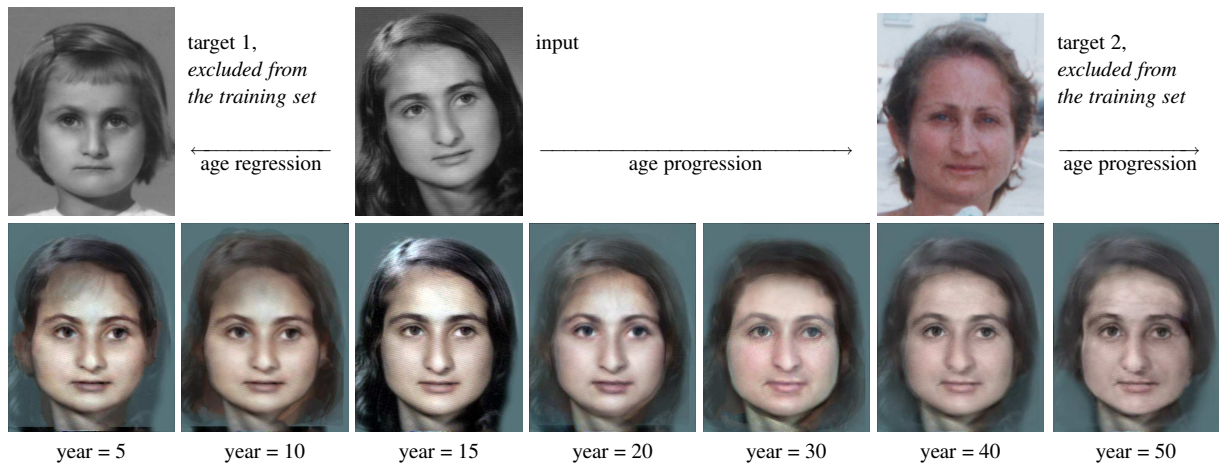 target 1,
excluded from
the training set
age regression
input
age progression
target 2,
excluded from
the training set
age progression
year = 5
year = 10
year = 15
year = 20
year = 30
year = 40
year = 50